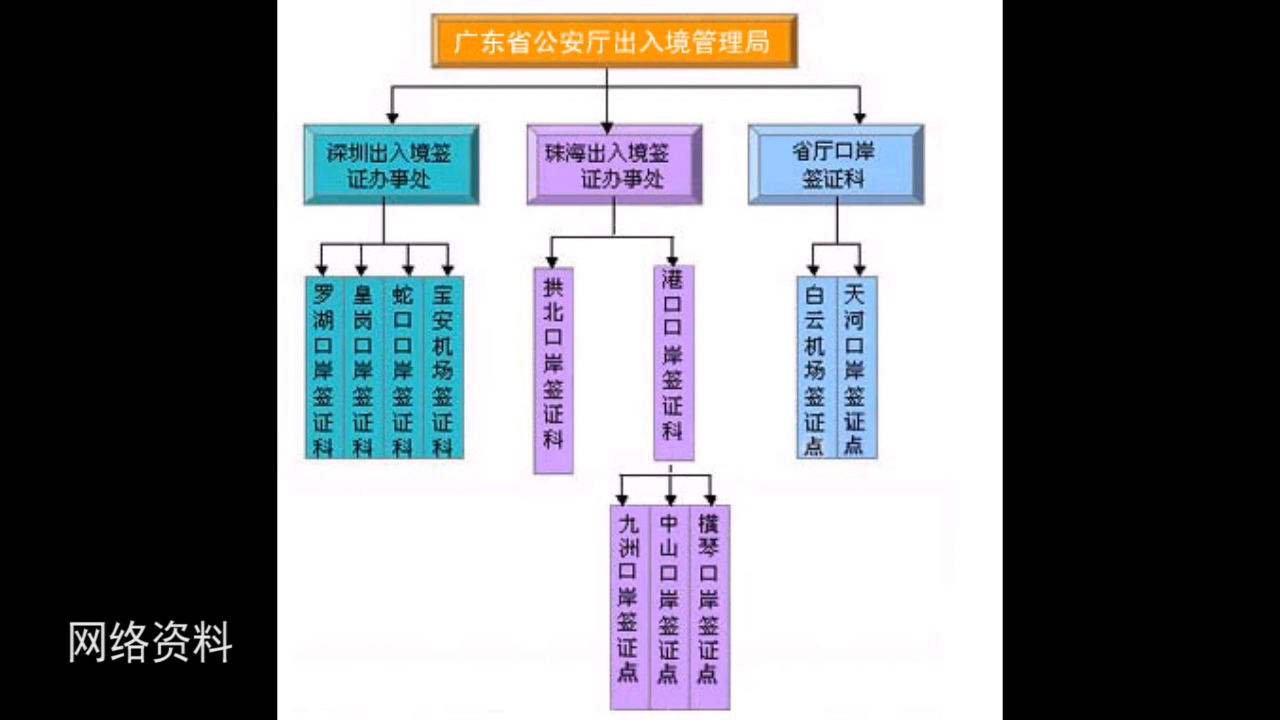 广东省公安厅出入境管理局
深圳出入境签
证办事处
珠海出入境签
证办事处
省厅口岸
签证科
罗湖口岸签证科
皇岗口岸签证科
蛇口口岸签证科
宝安机场签证科
拱北口岸签证科
港口口岸签证科
白云机场签证点
天河口岸签证点
九洲口岸签证点
中山口岸签证点
横琴口岸签证点
网络资料